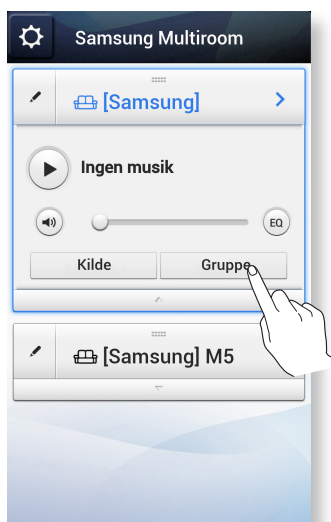 Samsung Multiroom
[Samsung]
Ingen musik
EQ
Kilde Gruppe
[Samsung] M5